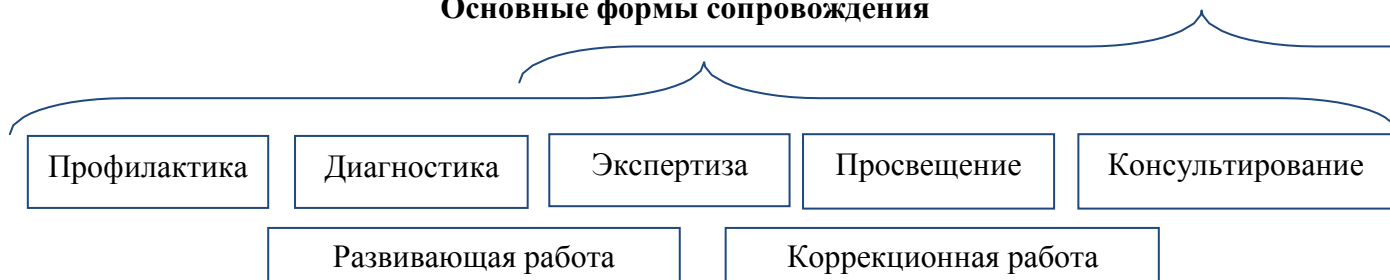 Основные формы сопровождения
Профилактика Диагностика Экспертиза Просвещение Консультирование
Развивающая работа Коррекционная работа